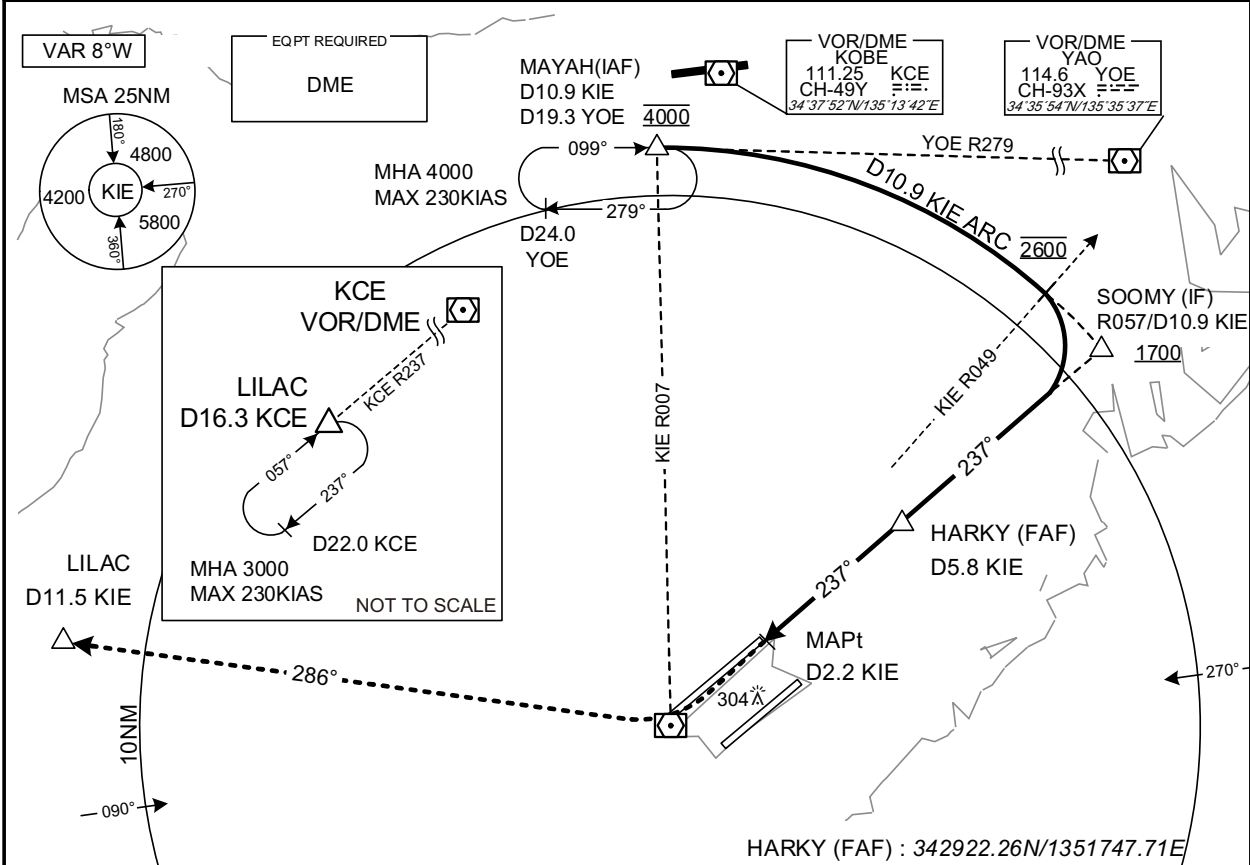 VAR 8°W
EQPT REQUIRED
DME
MSA 25NM
180°
4800
4200
KIE
270°
5800
360°
MAYAH(IAF)
D10.9 KIE
D19.3 YOE
4000
VOR/DME
KOBE
111.25 KCE
CH-49Y
34°37'52"N/135°13'42"E
VOR/DME
YAO
114.6 YOE
CH-93X
34°35'54"N/135°35'37"E
MHA 4000
MAX 230KIAS
099°
279°
D24.0
YOE
YOE R279
D10.9 KIE ARC
2600
SOOMY (IF)
R057/D10.9 KIE
1700
KIE R049
KIE R007
KCE
VOR/DME
KCE R237
LILAC
D16.3 KCE
057°
237°
D22.0 KCE
MHA 3000
MAX 230KIAS
NOT TO SCALE
237°
HARKY (FAF)
D5.8 KIE
237°
LILAC
D11.5 KIE
MAPt
D2.2 KIE
286°
304
270°
10NM
090°
HARKY (FAF) : 342922.26N/1351747.71E